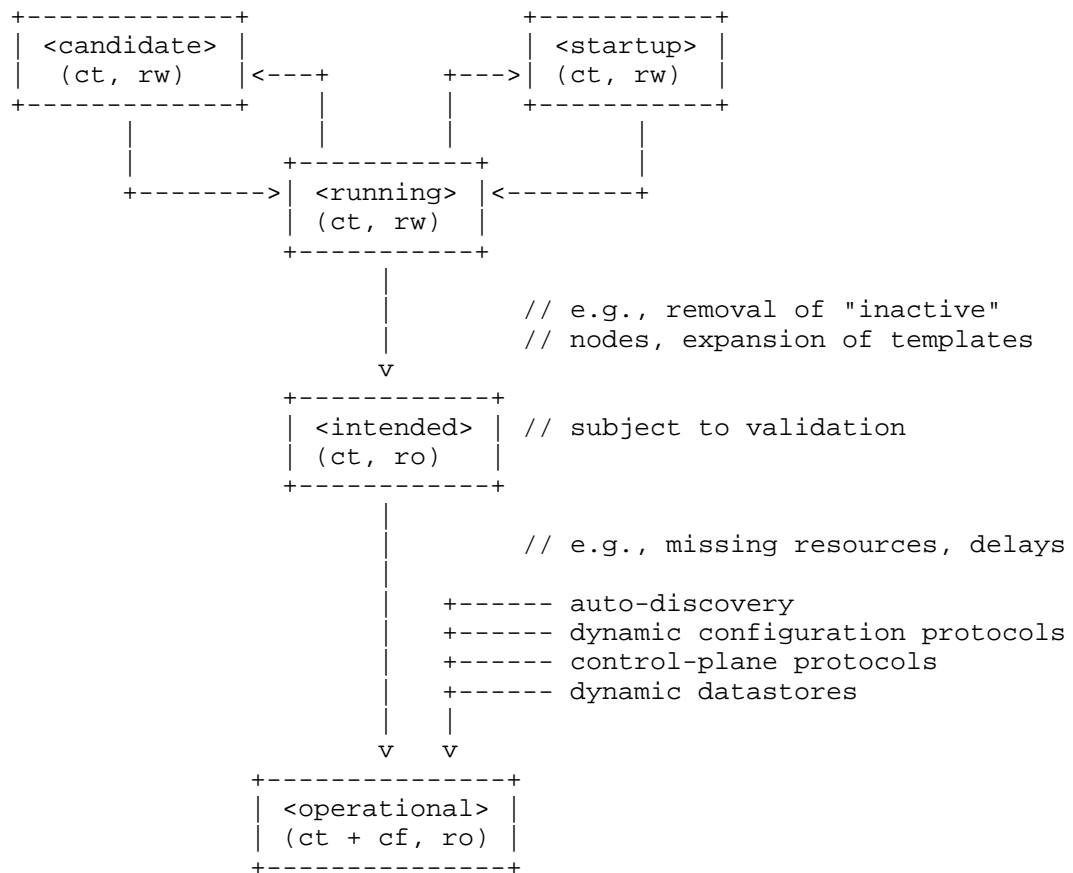 <candidate> <startup>
(ct, rw) (ct, rw)
<running>
(ct, rw)
// e.g., removal of "inactive"
// nodes, expansion of templates
<intended> // subject to validation
(ct, ro)
// e.g., missing resources, delays
auto-discovery
dynamic configuration protocols
control-plane protocols
dynamic datastores
<operational>
(ct + cf, ro)